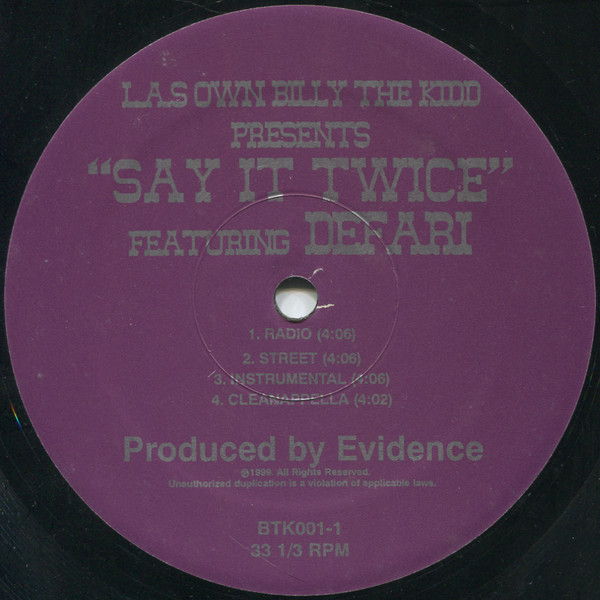 L.A.S OWN BILLY THE KIDD
PRESENTS
"SAY IT TWICE"
FEATURING DEFARI
1. RADIO (4:06)
2. STREET (4:06)
3. INSTRUMENTAL (4:06)
4. CLEANAPPELLA (4:02)
Produced by Evidence
℗1999. All Rights Reserved.
Unauthorized duplication is a violation of applicable laws.
BTK001-1
33 1/3 RPM